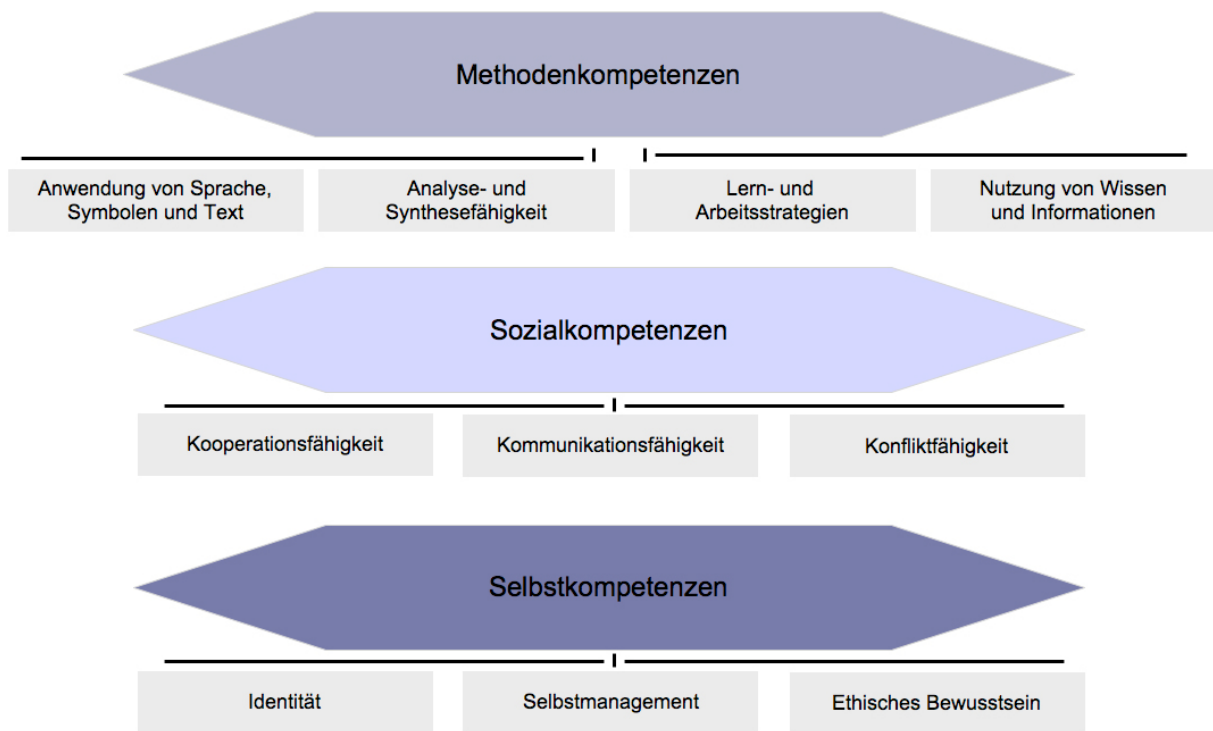 Methodenkompetenzen
Anwendung von Sprache,
Symbolen und Text
Analyse- und
Synthesefähigkeit
Lern- und
Arbeitsstrategien
Nutzung von Wissen
und Informationen
Sozialkompetenzen
Kooperationsfähigkeit
Kommunikationsfähigkeit
Konfliktfähigkeit
Selbstkompetenzen
Identität
Selbstmanagement
Ethisches Bewusstsein